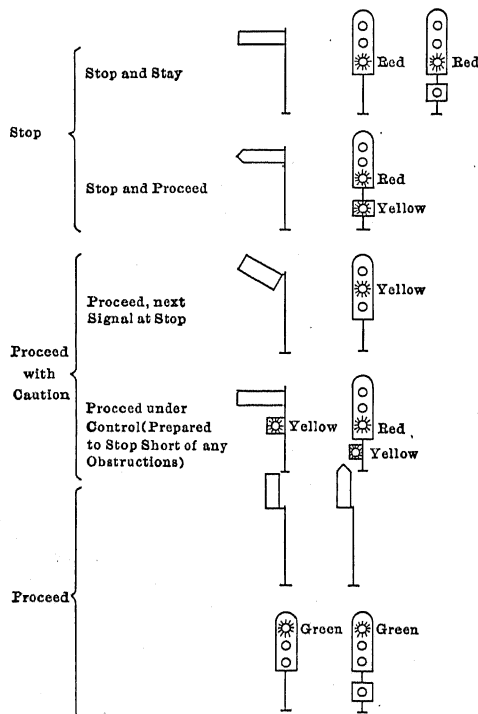 Stop
Stop and Stay
Red
Red
Stop and Proceed
Red
Yellow
Proceed
with
Caution
Proceed, next
Signal at Stop
Yellow
Proceed under
Control(Prepared
to Stop Short of any
Obstructions)
Yellow
Red
Yellow
Proceed
Green
Green